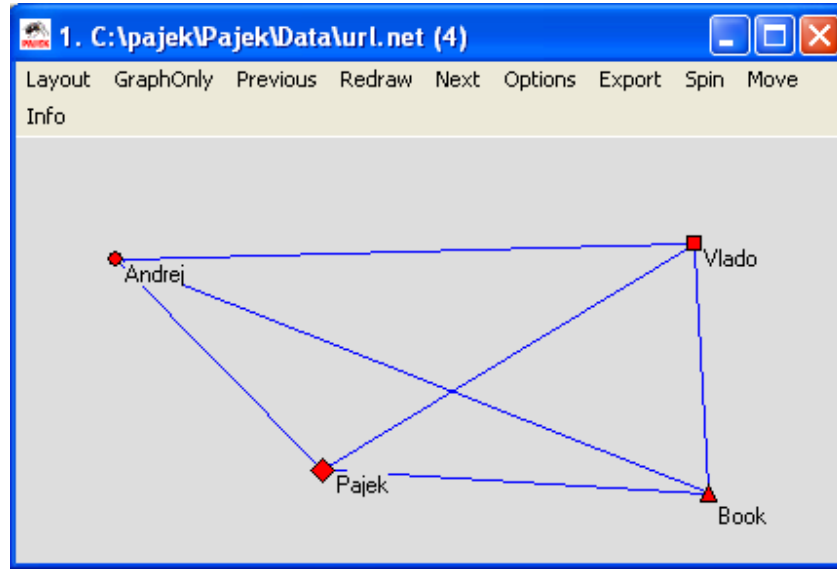 1. C:\pajek\Pajek\Data\url.net (4)
Layout GraphOnly Previous Redraw Next Options Export Spin Move
Info
Andrej
Vlado
Pajek
Book